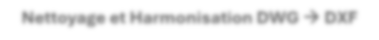 Nettoyage et Harmonisation DWG → DXF